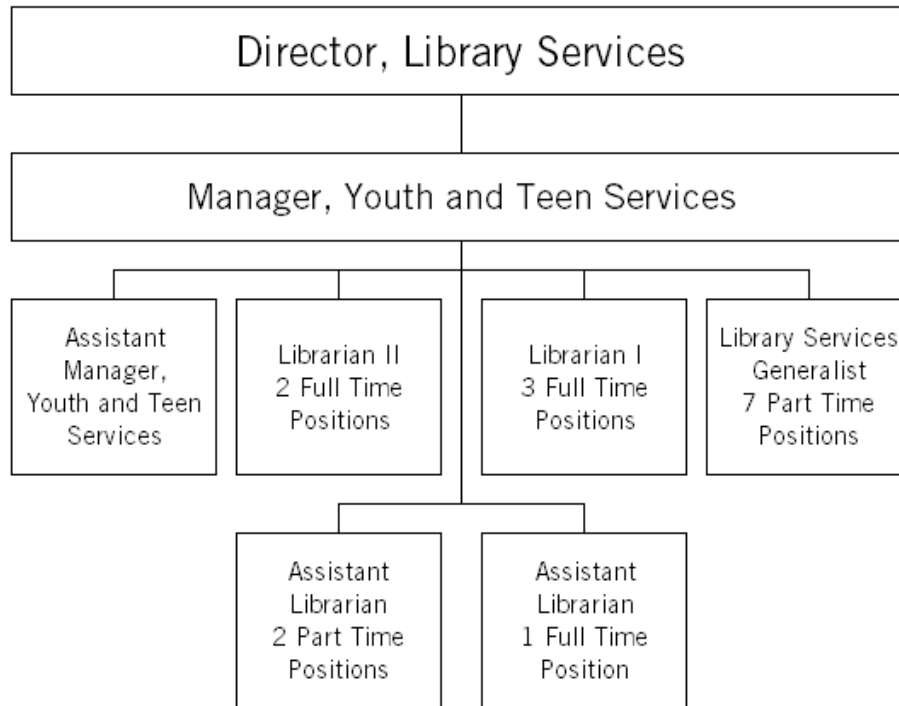 Director, Library Services
Manager, Youth and Teen Services
Assistant
Manager,
Youth and Teen
Services
Librarian II
2 Full Time
Positions
Librarian I
3 Full Time
Positions
Library Services
Generalist
7 Part Time
Positions
Assistant
Librarian
2 Part Time
Positions
Assistant
Librarian
1 Full Time
Position